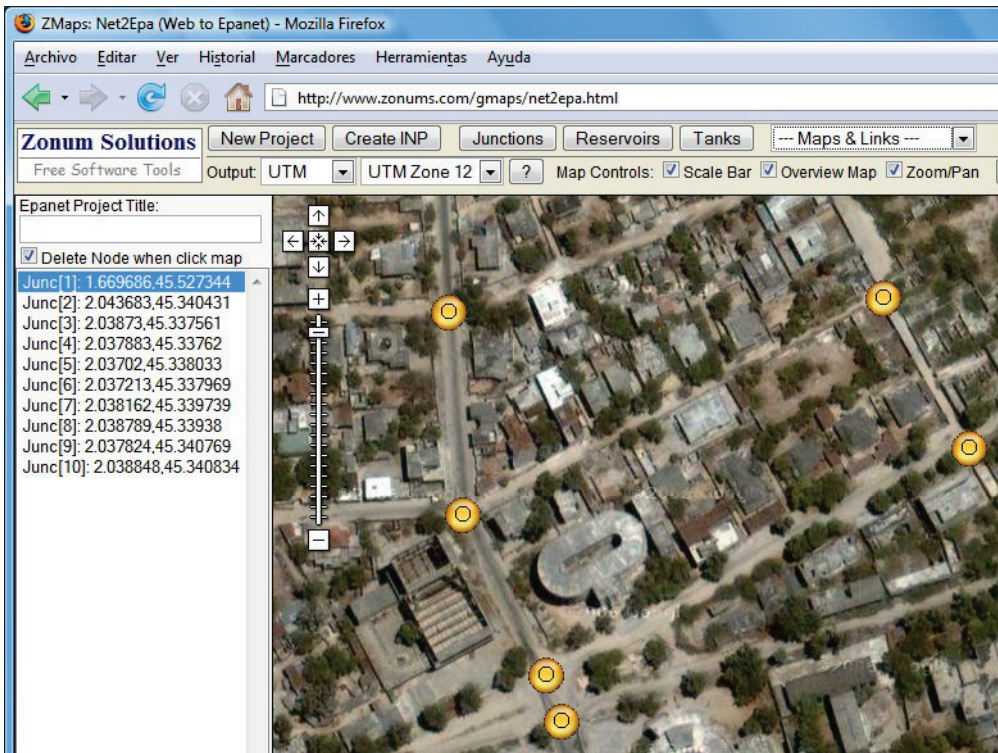 ZMaps: Net2Epa (Web to Epanet) - Mozilla Firefox
Archivo Editar Ver Historial Marcadores Herramientas Ayuda
http://www.zonums.com/gmaps/net2epa.html
Zonum Solutions New Project Create INP Junctions Reservoirs Tanks --- Maps & Links ---
Free Software Tools Output: UTM UTM Zone 12 ? Map Controls: Scale Bar Overview Map Zoom/Pan
Epanet Project Title:
Delete Node when click map
Junc[1]: 1.669686,45.527344
Junc[2]: 2.043683,45.340431
Junc[3]: 2.03873,45.337561
Junc[4]: 2.037883,45.33762
Junc[5]: 2.03702,45.338033
Junc[6]: 2.037213,45.337969
Junc[7]: 2.038162,45.339739
Junc[8]: 2.038789,45.33938
Junc[9]: 2.037824,45.340769
Junc[10]: 2.038848,45.340834